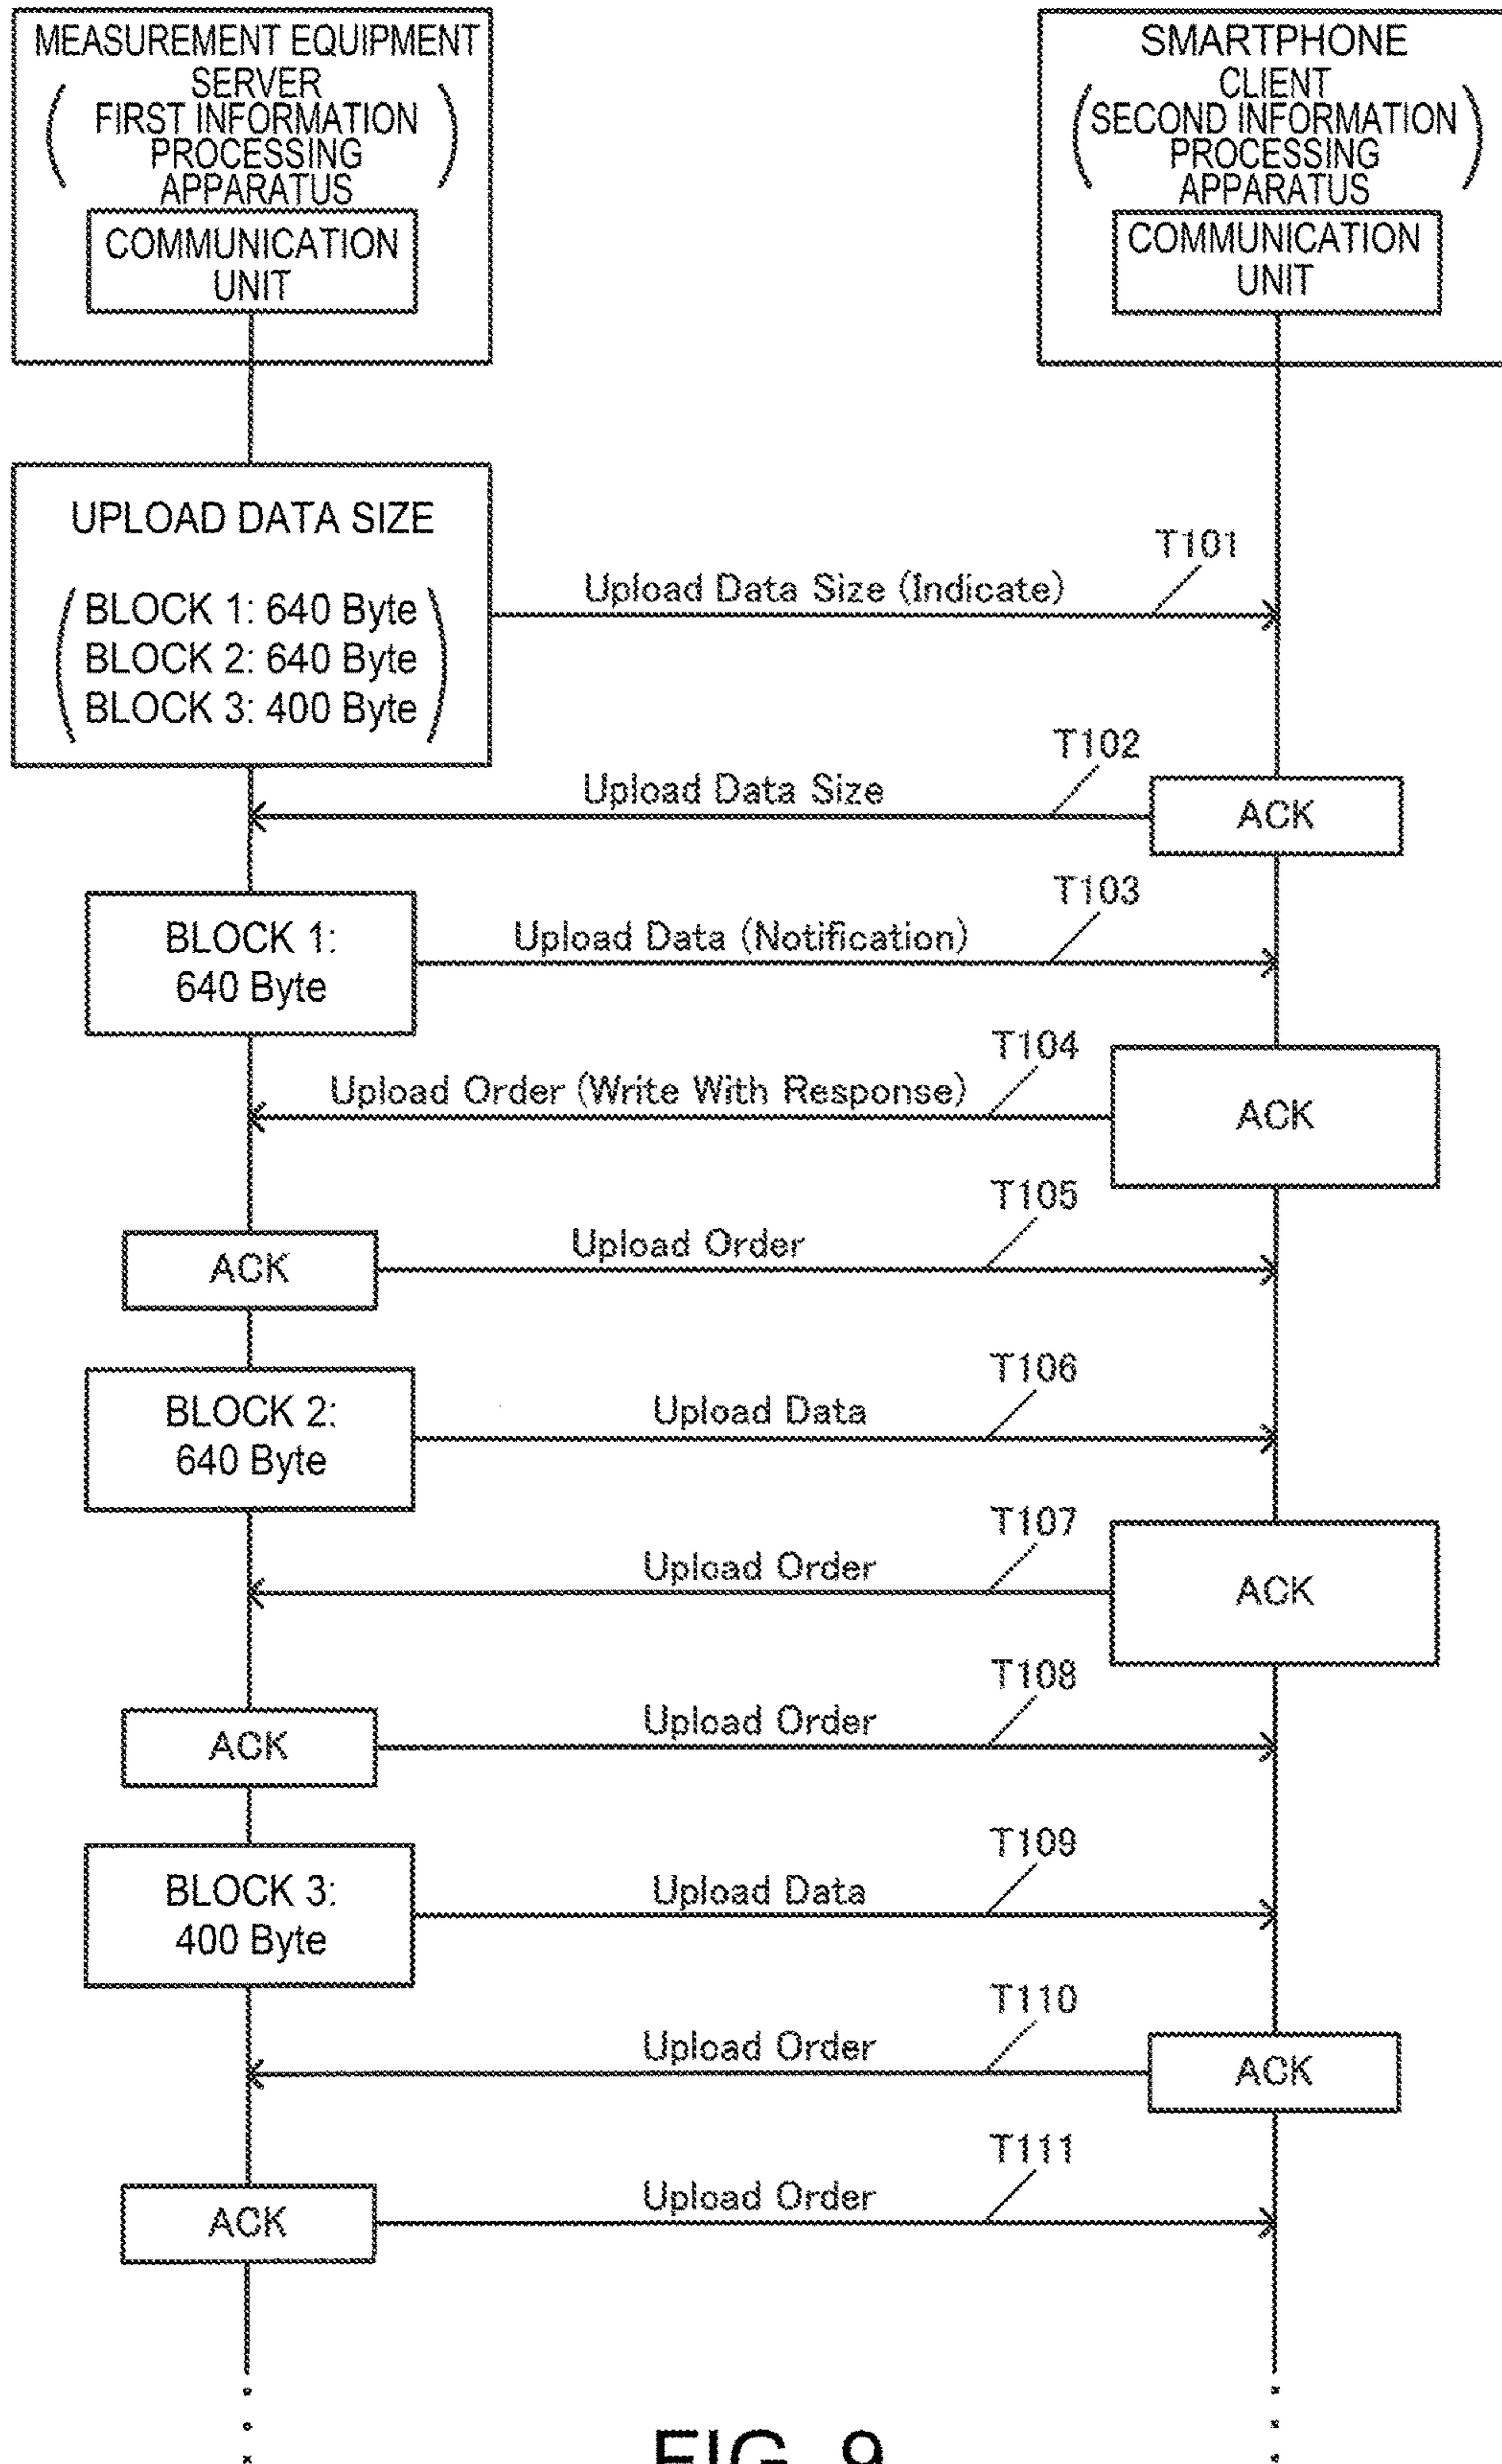 MEASUREMENT EQUIPMENT
SERVER
FIRST INFORMATION
PROCESSING
APPARATUS
COMMUNICATION
UNIT
SMARTPHONE
CLIENT
SECOND INFORMATION
PROCESSING
APPARATUS
COMMUNICATION
UNIT
UPLOAD DATA SIZE
BLOCK 1: 640 Byte
BLOCK 2: 640 Byte
BLOCK 3: 400 Byte
T101
Upload Data Size (Indicate)
T102
Upload Data Size
ACK
T103
BLOCK 1:
640 Byte
Upload Data (Notification)
T104
Upload Order (Write With Response)
ACK
T105
ACK
Upload Order
T106
BLOCK 2:
640 Byte
Upload Data
T107
Upload Order
ACK
T108
ACK
Upload Order
T109
BLOCK 3:
400 Byte
Upload Data
T110
Upload Order
ACK
T111
ACK
Upload Order
FIG. 9